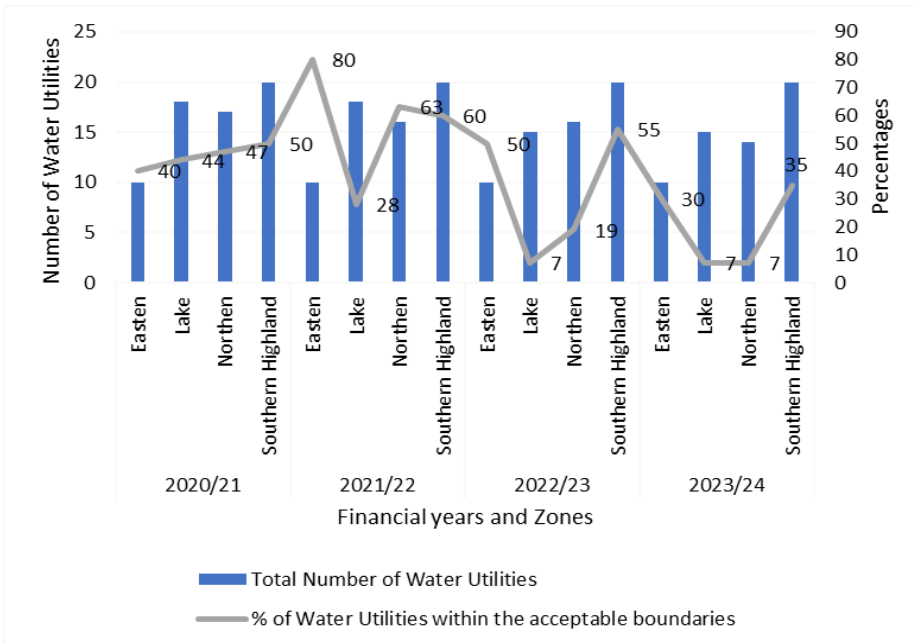 Number of Water Utilities
25
20
15
10
5
0
90
80
70
60
50
40
30
20
10
0
Percentages
40
44
47
50
80
28
63
60
50
7
19
55
30
7
7
35
Easten
Lake
Northen
Southern Highland
Easten
Lake
Northen
Southern Highland
Easten
Lake
Northen
Southern Highland
Easten
Lake
Northen
Southern Highland
2020/21
2021/22
2022/23
2023/24
Financial years and Zones
Total Number of Water Utilities
% of Water Utilities within the acceptable boundaries